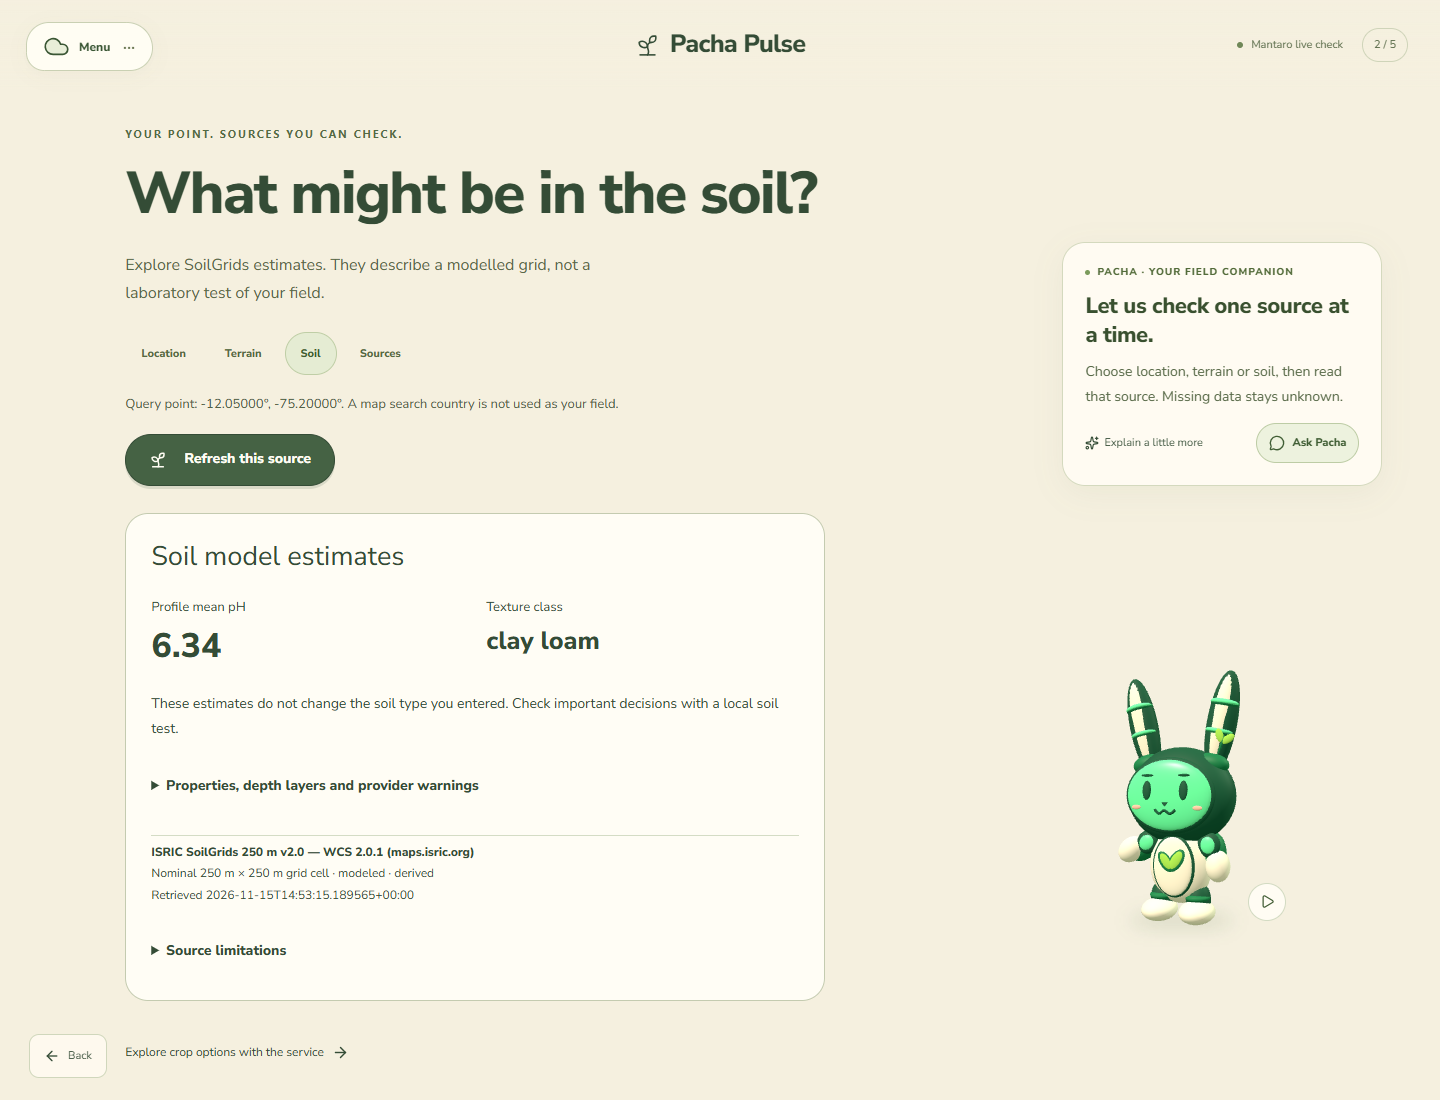 Menu ...
Pacha Pulse
Mantaro live check
2 / 5
YOUR POINT. SOURCES YOU CAN CHECK.
What might be in the soil?
Explore SoilGrids estimates. They describe a modelled grid, not a
laboratory test of your field.
Location Terrain Soil Sources
Query point: -12.05000°, -75.20000°. A map search country is not used as your field.
Refresh this source
Soil model estimates
Profile mean pH
6.34
Texture class
clay loam
These estimates do not change the soil type you entered. Check important decisions with a local soil
test.
Properties, depth layers and provider warnings
ISRIC SoilGrids 250 m v2.0 — WCS 2.0.1 (maps.isric.org)
Nominal 250 m × 250 m grid cell · modeled · derived
Retrieved 2026-11-15T14:53:15.189565+00:00
Source limitations
PACHA · YOUR FIELD COMPANION
Let us check one source at
a time.
Choose location, terrain or soil, then read
that source. Missing data stays unknown.
Explain a little more
Ask Pacha
Back
Explore crop options with the service